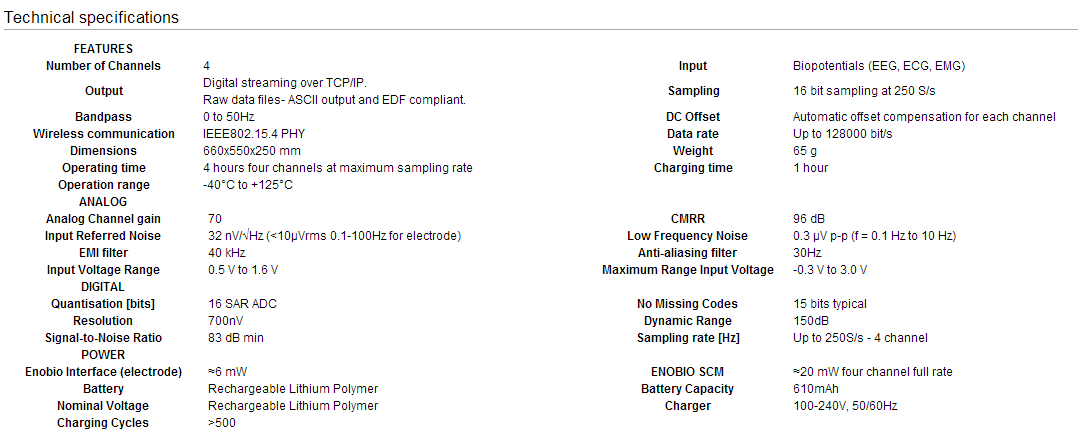 Technical specifications
FEATURES
Number of Channels 4 Input Biopotentials (EEG, ECG, EMG)
Output Digital streaming over TCP/IP. Sampling 16 bit sampling at 250 S/s
Raw data files- ASCII output and EDF compliant.
Bandpass 0 to 50Hz DC Offset Automatic offset compensation for each channel
Wireless communication IEEE802.15.4 PHY Data rate Up to 128000 bit/s
Dimensions 660x550x250 mm Weight 65 g
Operating time 4 hours four channels at maximum sampling rate Charging time 1 hour
Operation range -40°C to +125°C
ANALOG
Analog Channel gain 70 CMRR 96 dB
Input Referred Noise 32 nV/√Hz (<10μVrms 0.1-100Hz for electrode) Low Frequency Noise 0.3 μV p-p (f = 0.1 Hz to 10 Hz)
EMI filter 40 kHz Anti-aliasing filter 30Hz
Input Voltage Range 0.5 V to 1.6 V Maximum Range Input Voltage -0.3 V to 3.0 V
DIGITAL
Quantisation [bits] 16 SAR ADC No Missing Codes 15 bits typical
Resolution 700nV Dynamic Range 150dB
Signal-to-Noise Ratio 83 dB min Sampling rate [Hz] Up to 250S/s - 4 channel
POWER
Enobio Interface (electrode) ≈6 mW ENOBIO SCM ≈20 mW four channel full rate
Battery Rechargeable Lithium Polymer Battery Capacity 610mAh
Nominal Voltage Rechargeable Lithium Polymer Charger 100-240V, 50/60Hz
Charging Cycles >500